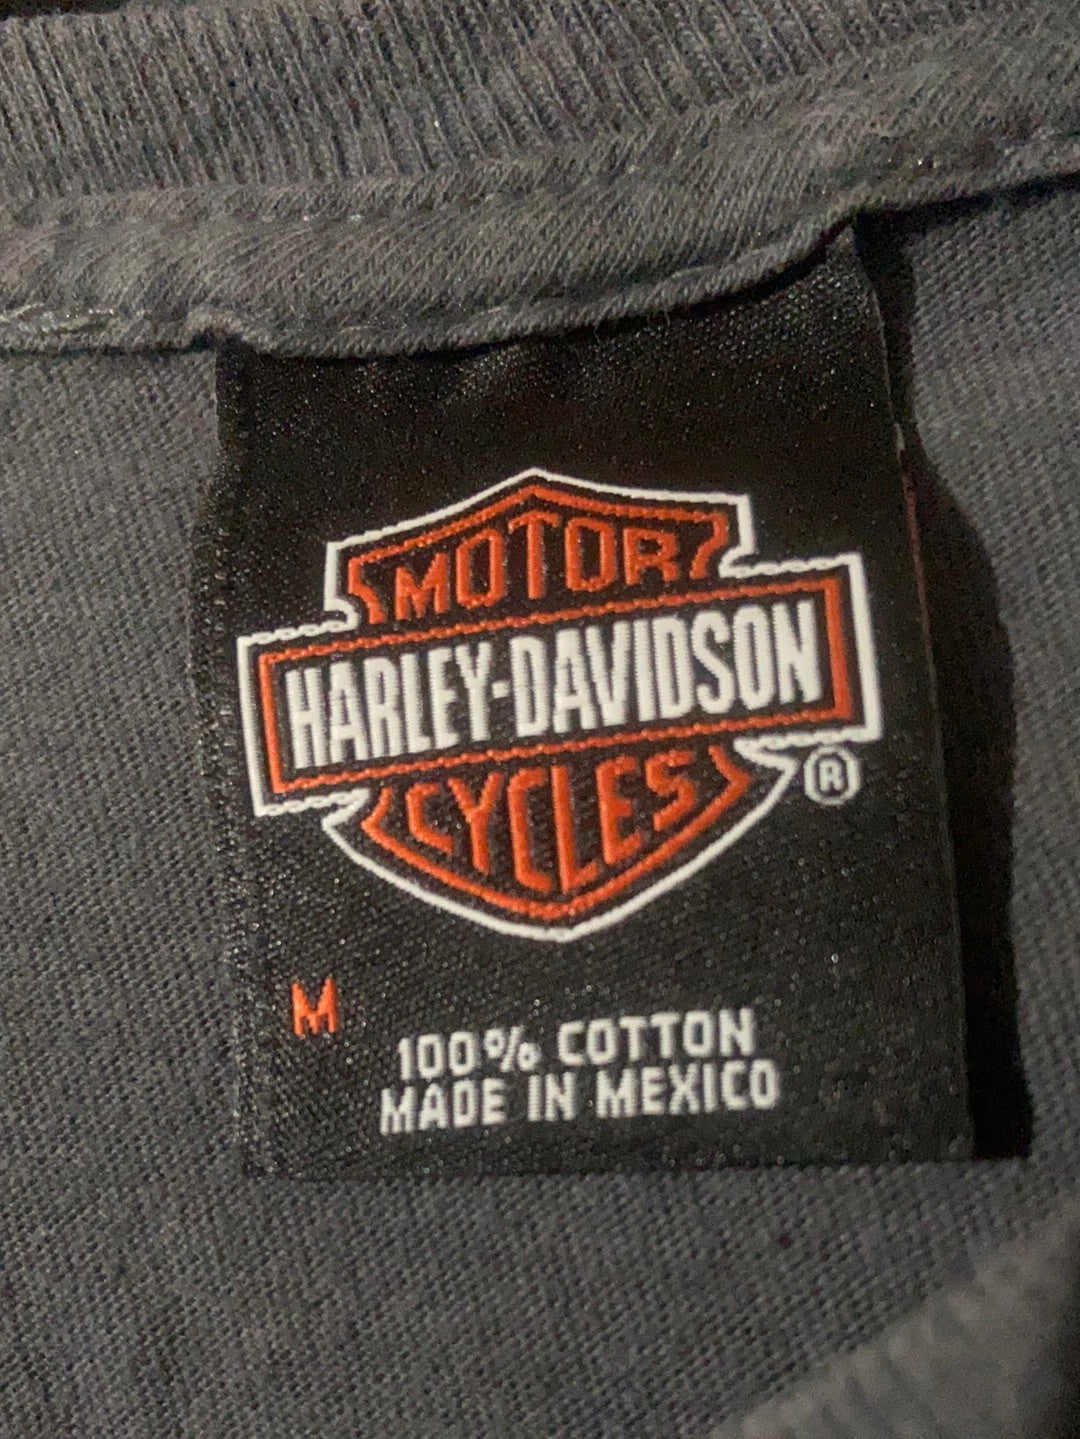 MOTOR
HARLEY-DAVIDSON
CYCLES
®
M
100% COTTON
MADE IN MEXICO